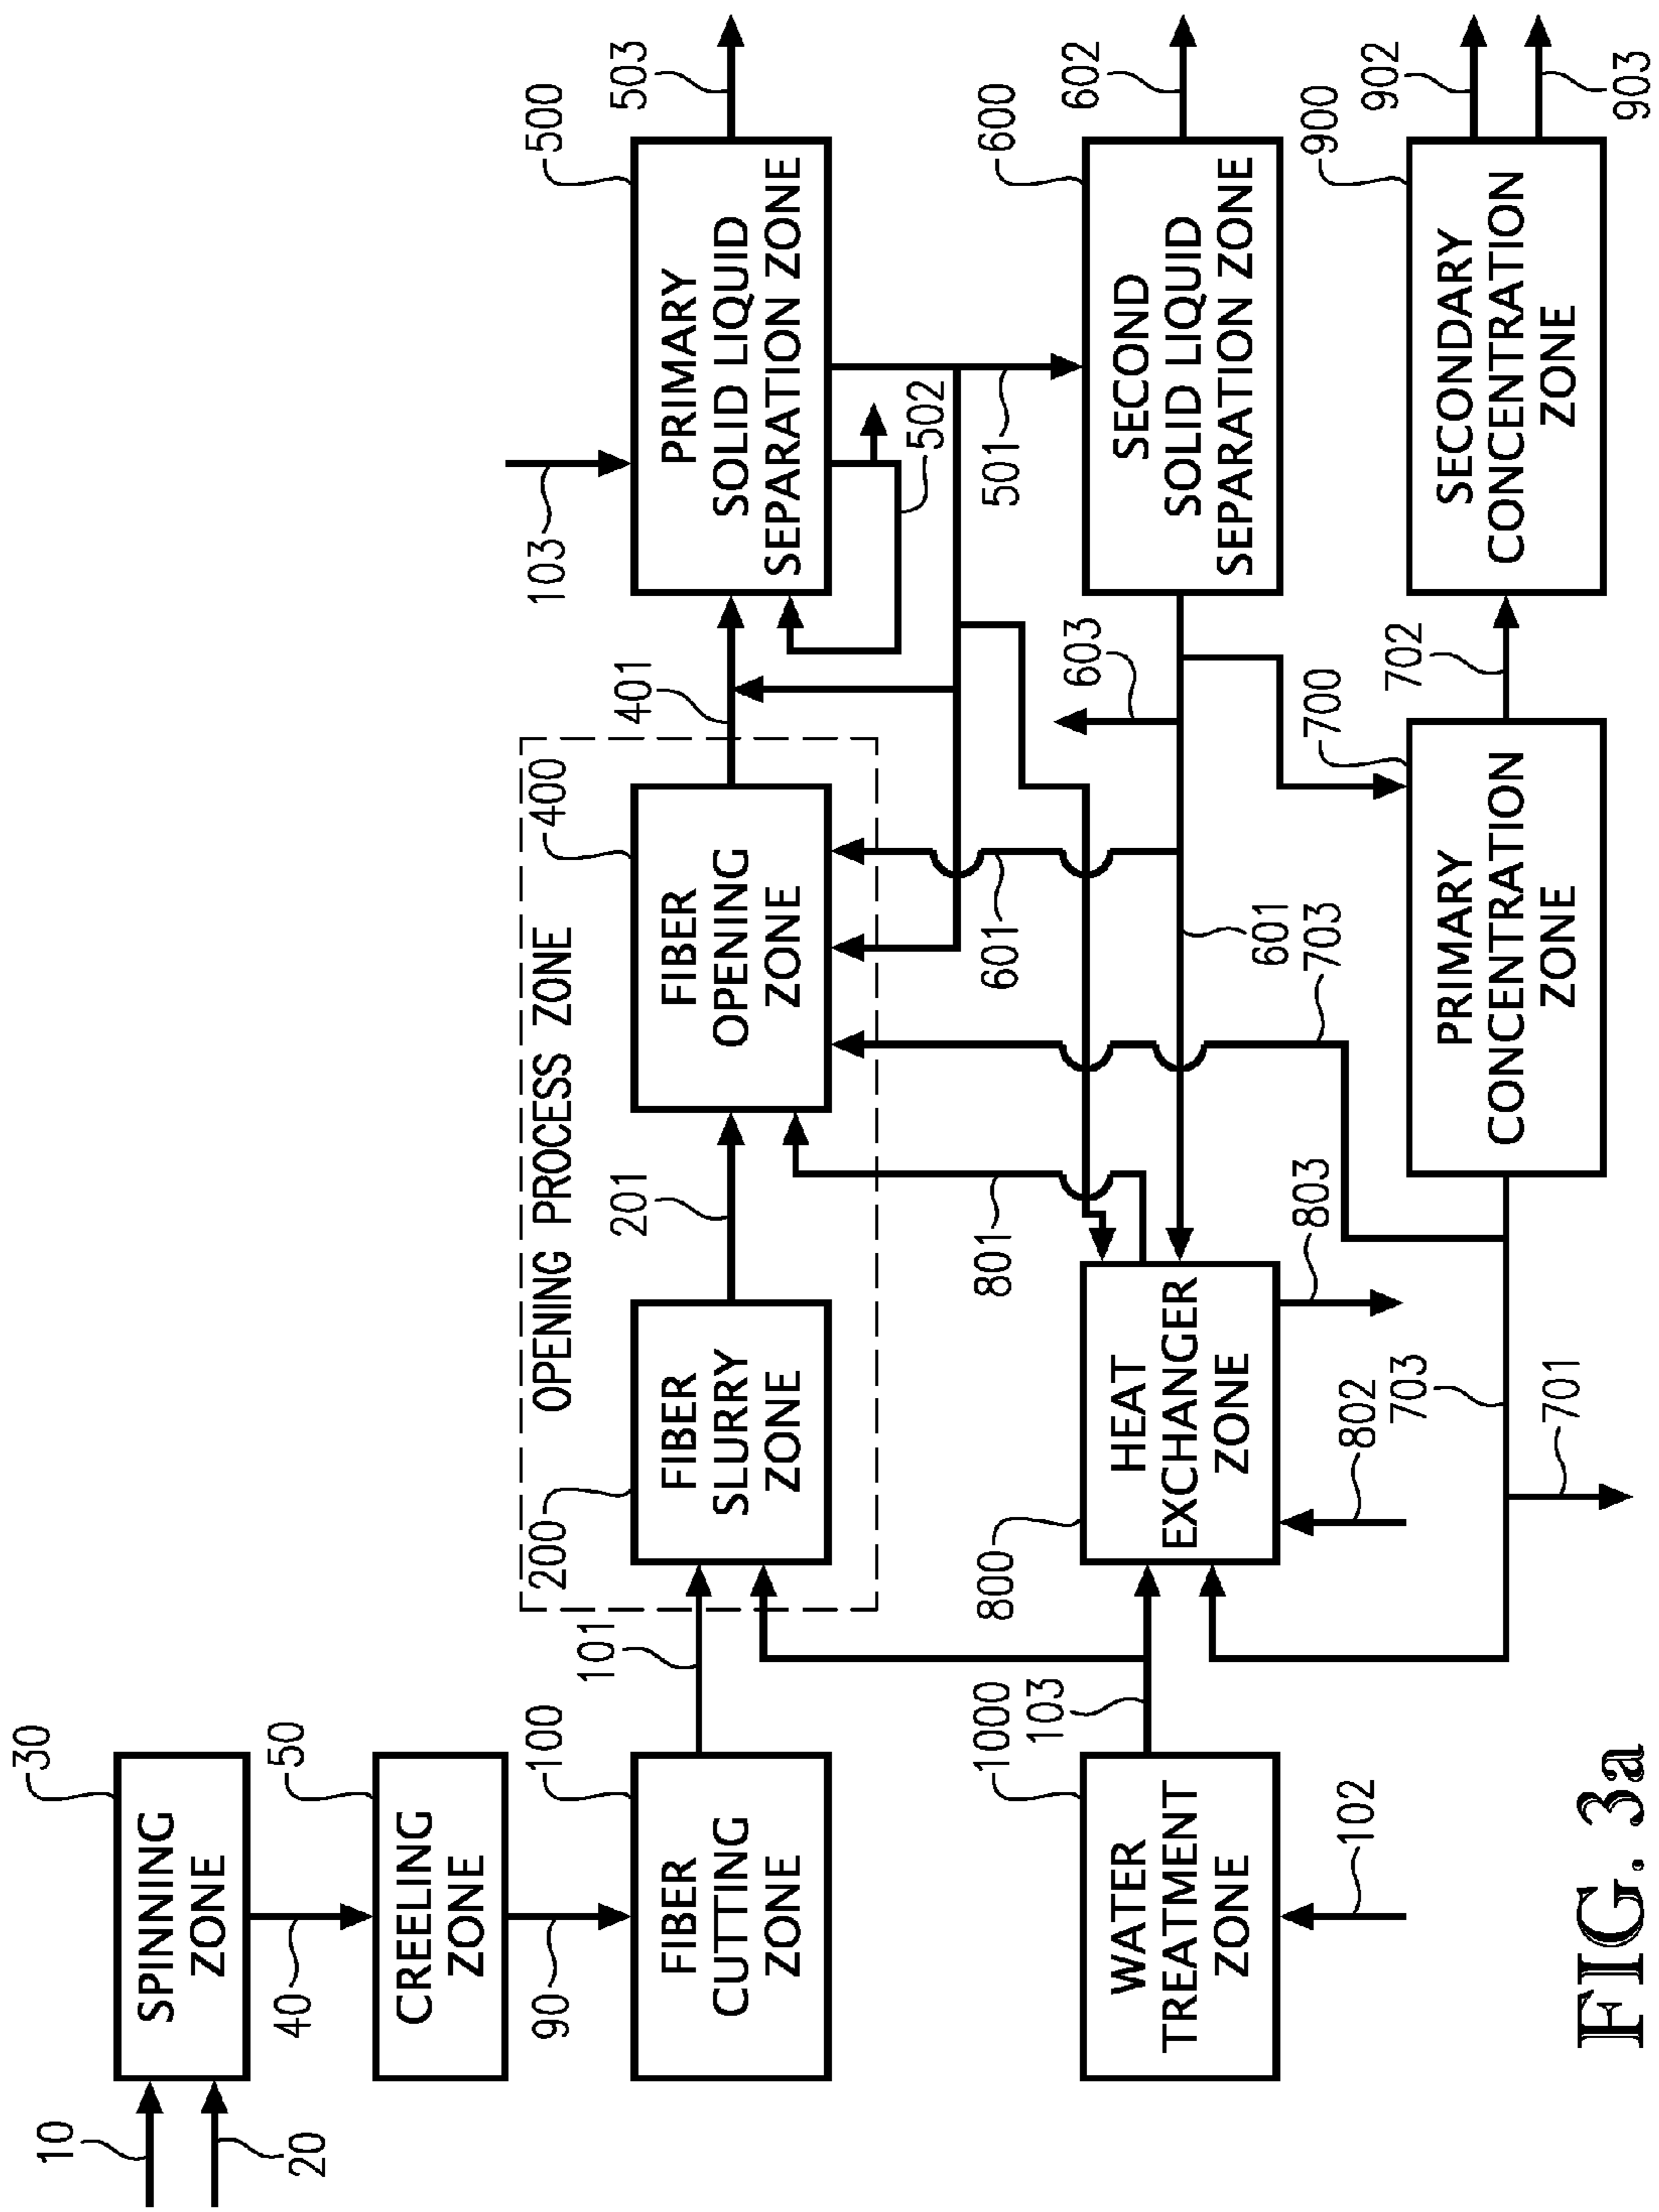 10
20
30
SPINNING
ZONE
40
50
CREELING
ZONE
90
100
FIBER
CUTTING
ZONE
101
OPENING PROCESS ZONE
200
FIBER
SLURRY
ZONE
201
400
FIBER
OPENING
ZONE
401
103
500
PRIMARY
SOLID LIQUID
SEPARATION ZONE
503
502
501
1000
103
WATER
TREATMENT
ZONE
102
800
HEAT
EXCHANGER
ZONE
801
802
803
703
601
601
703
603
600
SECOND
SOLID LIQUID
SEPARATION ZONE
602
701
700
PRIMARY
CONCENTRATION
ZONE
702
900
SECONDARY
CONCENTRATION
ZONE
902
903
FIG. 3a